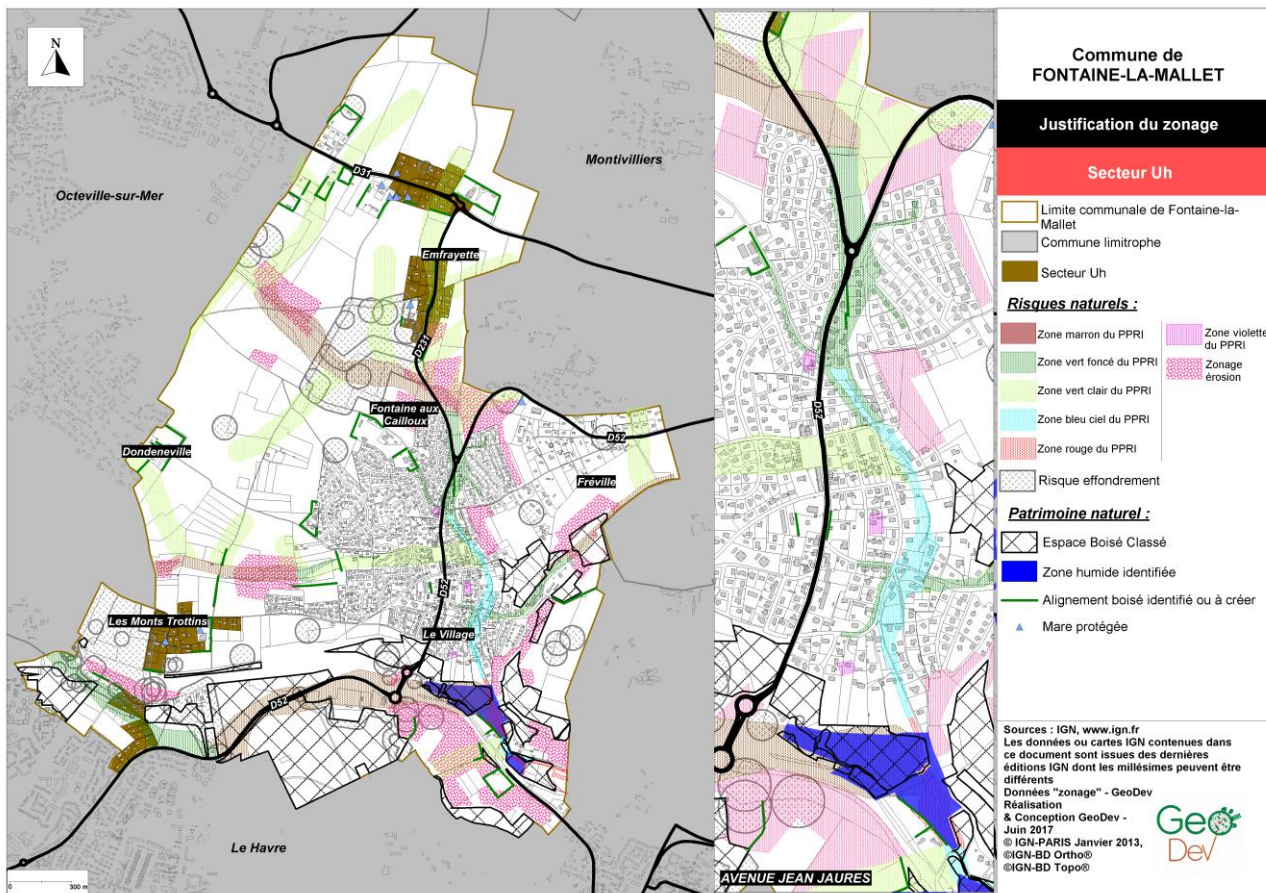 N
Octeville-sur-Mer
Montivilliers
D31
Emfrayette
D231
Fontaine aux
Cailloux
Dondeneville
D52
Fréville
D52
Les Monts Trottins
Le Village
D52
Le Havre
0
300 m
D52
AVENUE JEAN JAURES
Commune de
FONTAINE-LA-MALLET
Justification du zonage
Secteur Uh
Limite communale de Fontaine-la-
Mallet
Commune limitrophe
Secteur Uh
Risques naturels :
Zone marron du PPRI
Zone vert foncé du PPRI
Zone vert clair du PPRI
Zone bleu ciel du PPRI
Zone rouge du PPRI
Zone violette
du PPRI
Zonage
érosion
Risque effondrement
Patrimoine naturel :
Espace Boisé Classé
Zone humide identifiée
Alignement boisé identifié ou à créer
Mare protégée
Sources : IGN, www.ign.fr
Les données ou cartes IGN contenues dans
ce document sont issues des dernières
éditions IGN dont les millésimes peuvent être
différents
Données "zonage" - GeoDev
Réalisation
& Conception GeoDev -
Juin 2017
© IGN-PARIS Janvier 2013,
©IGN-BD Ortho®
©IGN-BD Topo®
Geo
Dev